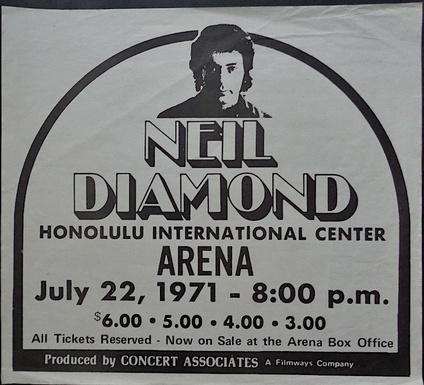 NEIL
DIAMOND
HONOLULU INTERNATIONAL CENTER
ARENA
July 22, 1971 - 8:00 p.m.
$6.00 • 5.00 • 4.00 • 3.00
All Tickets Reserved - Now on Sale at the Arena Box Office
Produced by CONCERT ASSOCIATES A Filmways Company